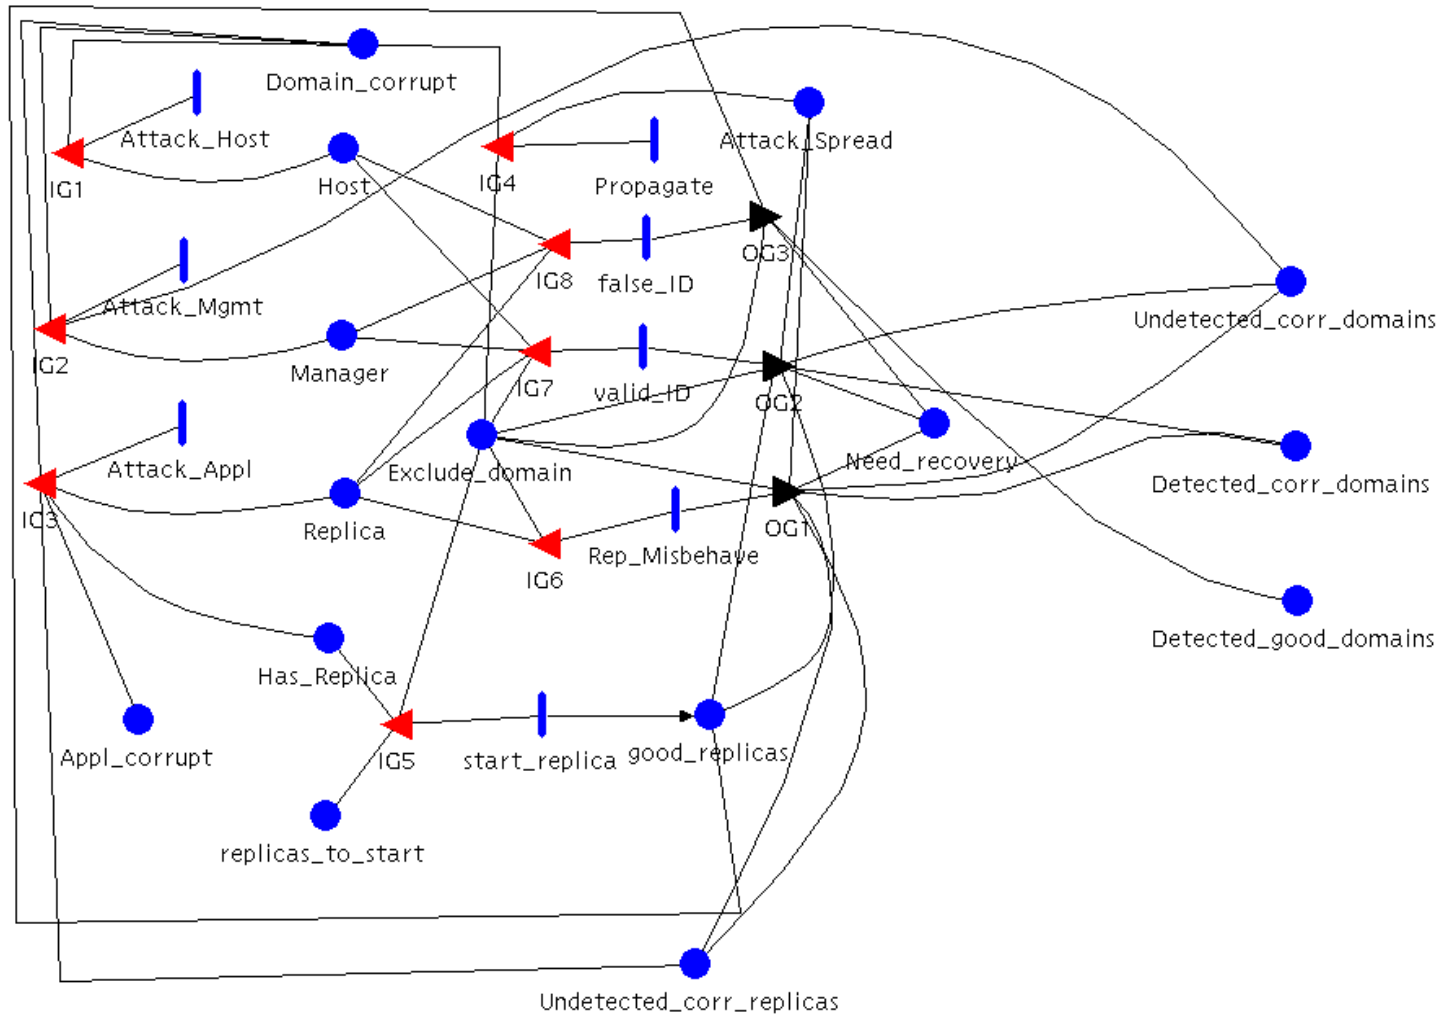 Domain_corrupt
Attack_Host
Attack_Spread
IG1
Host
IG4
Propagate
OG3
IG8
false_ID
Attack_Mgmt
Undetected_corr_domains
IG2
Manager
IG7
valid_ID
OG2
Attack_Appl
Exclude_domain
Need_recovery
Detected_corr_domains
IG3
Replica
OG1
Rep_Misbehave
IG6
Detected_good_domains
Has_Replica
Appl_corrupt
IG5
start_replica
good_replicas
replicas_to_start
Undetected_corr_replicas